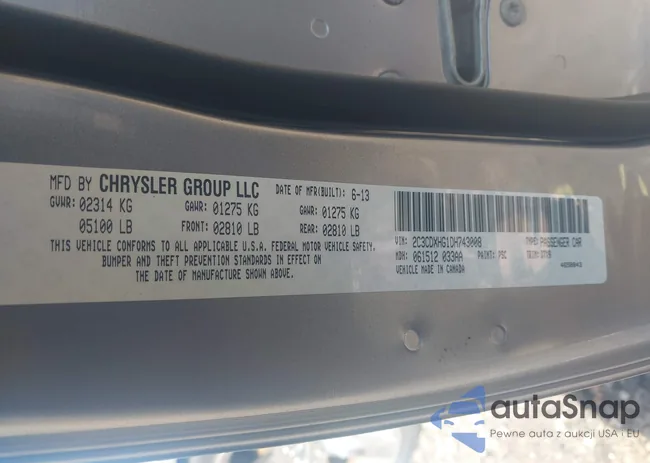 MFD BY CHRYSLER GROUP LLC DATE OF MFR(BUILT): 6-13
GVWR: 02314 KG GAWR: 01275 KG GAWR: 01275 KG
05100 LB FRONT: 02810 LB REAR: 02810 LB
THIS VEHICLE CONFORMS TO ALL APPLICABLE U.S.A. FEDERAL MOTOR VEHICLE SAFETY,
BUMPER AND THEFT PREVENTION STANDARDS IN EFFECT ON
THE DATE OF MANUFACTURE SHOWN ABOVE.
VIN: 2C3CDXHG1DH743009 TYPE: PASSENGER CAR
MDH: 061512 033AA PAINT: PSC TRIM:
VEHICLE MADE IN CANADA
autaSnap
Pewne auta z aukcji USA i EU